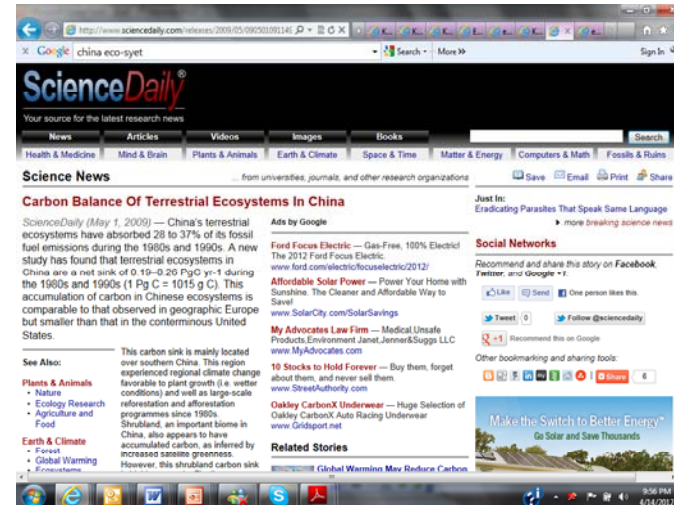 http://www.sciencedaily.com/releases/2009/05/090501091145
Google china eco-syet Search More >> Sign In
ScienceDaily®
Your source for the latest research news
News Articles Videos Images Books Search
Health & Medicine Mind & Brain Plants & Animals Earth & Climate Space & Time Matter & Energy Computers & Math Fossils & Ruins
Science News ... from universities, journals, and other research organizations
Save Email Print Share
Carbon Balance Of Terrestrial Ecosystems In China
ScienceDaily (May 1, 2009) — China's terrestrial
ecosystems have absorbed 28 to 37% of its fossil
fuel emissions during the 1980s and 1990s. A new
study has found that terrestrial ecosystems in
China are a net sink of 0.19–0.26 PgC yr-1 during
the 1980s and 1990s (1 Pg C = 1015 g C). This
accumulation of carbon in Chinese ecosystems is
comparable to that observed in geographic Europe
but smaller than that in the conterminous United
States.
See Also:
Plants & Animals
• Nature
• Ecology Research
• Agriculture and
Food
Earth & Climate
• Forest
• Global Warming
• Ecosystems
This carbon sink is mainly located
over southern China. This region
experienced regional climate change
favorable to plant growth (i.e. wetter
conditions) and well as large-scale
reforestation and afforestation
programmes since 1980s.
Shrubland, an important biome in
China, also appears to have
accumulated carbon, as inferred by
increased satellite greenness.
However, this shrubland carbon sink
Ads by Google
Ford Focus Electric — Gas-Free, 100% Electric!
The 2012 Ford Focus Electric.
www.ford.com/electric/focuselectric/2012/
Affordable Solar Power — Power Your Home with
Sunshine. The Cleaner and Affordable Way to
Save!
www.SolarCity.com/SolarSavings
My Advocates Law Firm — Medical,Unsafe
Products,Environment Janet,Jenner&Suggs LLC
www.MyAdvocates.com
10 Stocks to Hold Forever — Buy them, forget
about them, and never sell them.
www.StreetAuthority.com
Oakley CarbonX Underwear — Huge Selection of
Oakley CarbonX Auto Racing Underwear
www.Gridsport.net
Related Stories
Global Warming May Reduce Carbon
Just In:
Eradicating Parasites That Speak Same Language
more breaking science news
Social Networks
Recommend and share this story on Facebook,
Twitter, and Google +1:
Like Send One person likes this.
Tweet 0 Follow @sciencedaily
+1 Recommend this on Google
Other bookmarking and sharing tools:
Share 6
Make the Switch to Better Energy™
Go Solar and Save Thousands
9:56 PM
4/14/2012